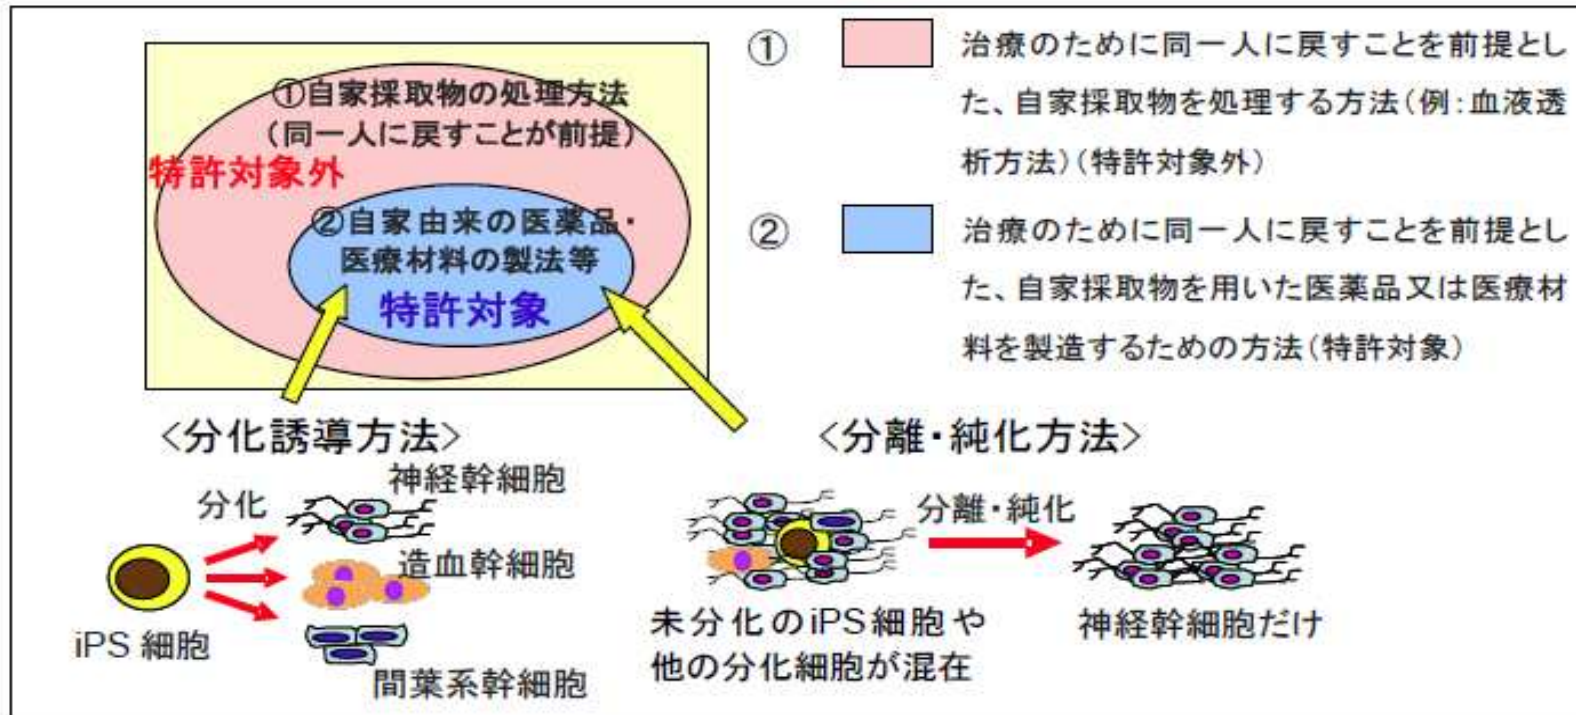 ①自家採取物の処理方法
（同一人に戻すことが前提）
特許対象外
②自家由来の医薬品・
医療材料の製法等
特許対象
① 治療のために同一人に戻すことを前提とし
た、自家採取物を処理する方法（例：血液透
析方法）（特許対象外）
② 治療のために同一人に戻すことを前提とし
た、自家採取物を用いた医薬品又は医療材
料を製造するための方法（特許対象）
<分化誘導方法>
分化
神経幹細胞
造血幹細胞
iPS 細胞
間葉系幹細胞
<分離・純化方法>
分離・純化
未分化のiPS細胞や
他の分化細胞が混在
神経幹細胞だけ